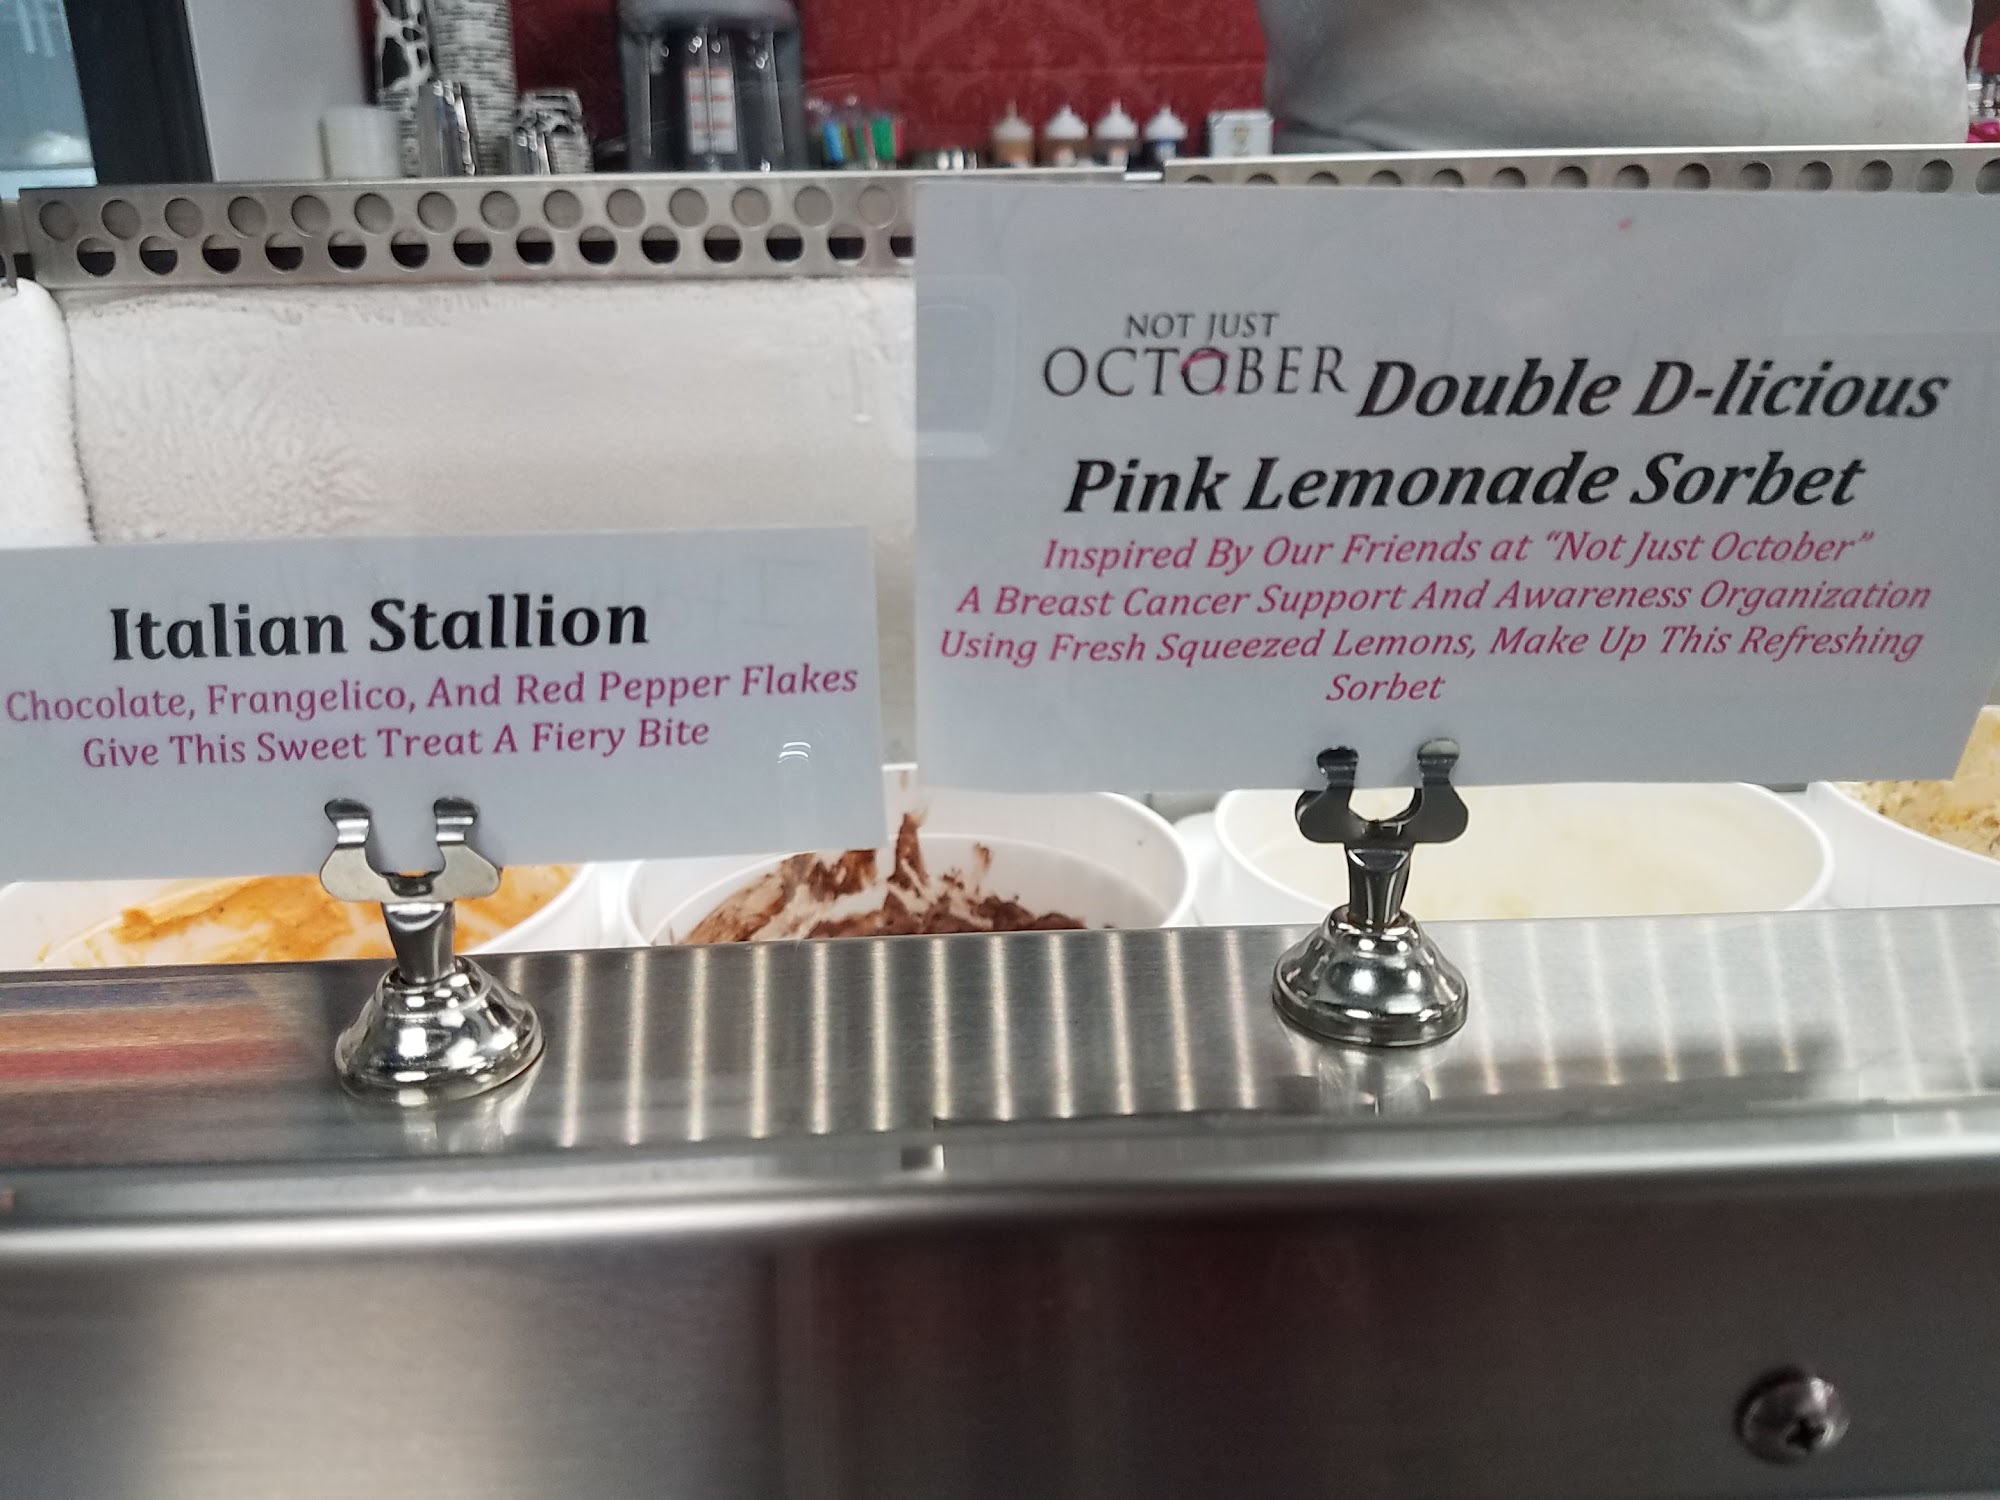 Italian Stallion
Chocolate, Frangelico, And Red Pepper Flakes
Give This Sweet Treat A Fiery Bite
NOT JUST
OCTOBER Double D-licious
Pink Lemonade Sorbet
Inspired By Our Friends at “Not Just October”
A Breast Cancer Support And Awareness Organization
Using Fresh Squeezed Lemons, Make Up This Refreshing
Sorbet